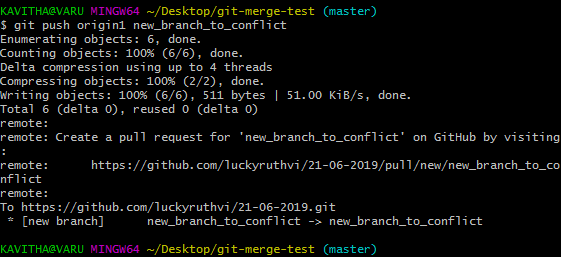 KAVITHA@VARU MINGW64 ~/Desktop/git-merge-test (master)
$ git push origin1 new_branch_to_conflict
Enumerating objects: 6, done.
Counting objects: 100% (6/6), done.
Delta compression using up to 4 threads
Compressing objects: 100% (2/2), done.
Writing objects: 100% (6/6), 511 bytes | 51.00 KiB/s, done.
Total 6 (delta 0), reused 0 (delta 0)
remote:
remote: Create a pull request for 'new_branch_to_conflict' on GitHub by visiting
:
remote:      https://github.com/luckyruthvi/21-06-2019/pull/new/new_branch_to_co
nflict
remote:
To https://github.com/luckyruthvi/21-06-2019.git
 * [new branch]      new_branch_to_conflict -> new_branch_to_conflict
KAVITHA@VARU MINGW64 ~/Desktop/git-merge-test (master)